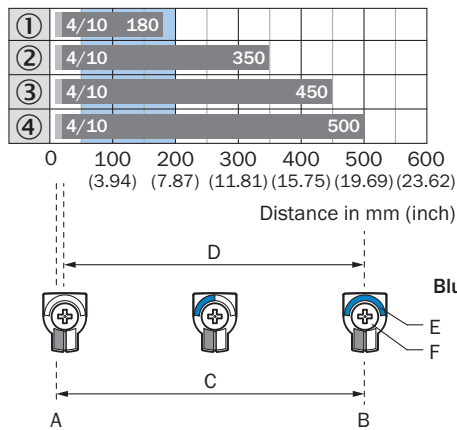 ① 4/10 180
② 4/10 350
③ 4/10 450
④ 4/10 500
0 100 200 300 400 500 600
(3.94) (7.87) (11.81) (15.75) (19.69) (23.62)
Distance in mm (inch)
D
Blu
E
F
C
A B